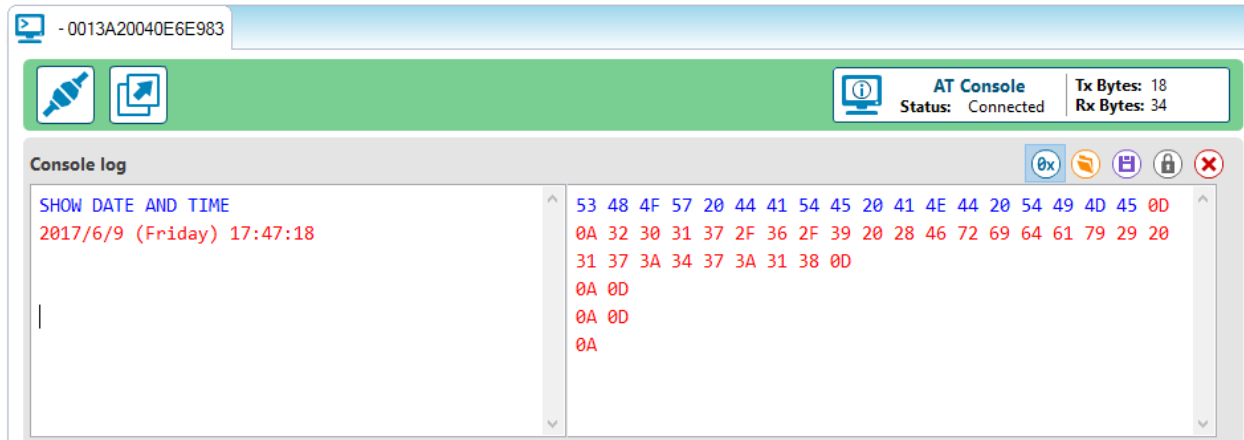 - 0013A20040E6E983
AT Console
Status: Connected
Tx Bytes: 18
Rx Bytes: 34
Console log
0x
SHOW DATE AND TIME
2017/6/9 (Friday) 17:47:18
53 48 4F 57 20 44 41 54 45 20 41 4E 44 20 54 49 4D 45 0D
0A 32 30 31 37 2F 36 2F 39 20 28 46 72 69 64 61 79 29 20
31 37 3A 34 37 3A 31 38 0D
0A 0D
0A 0D
0A